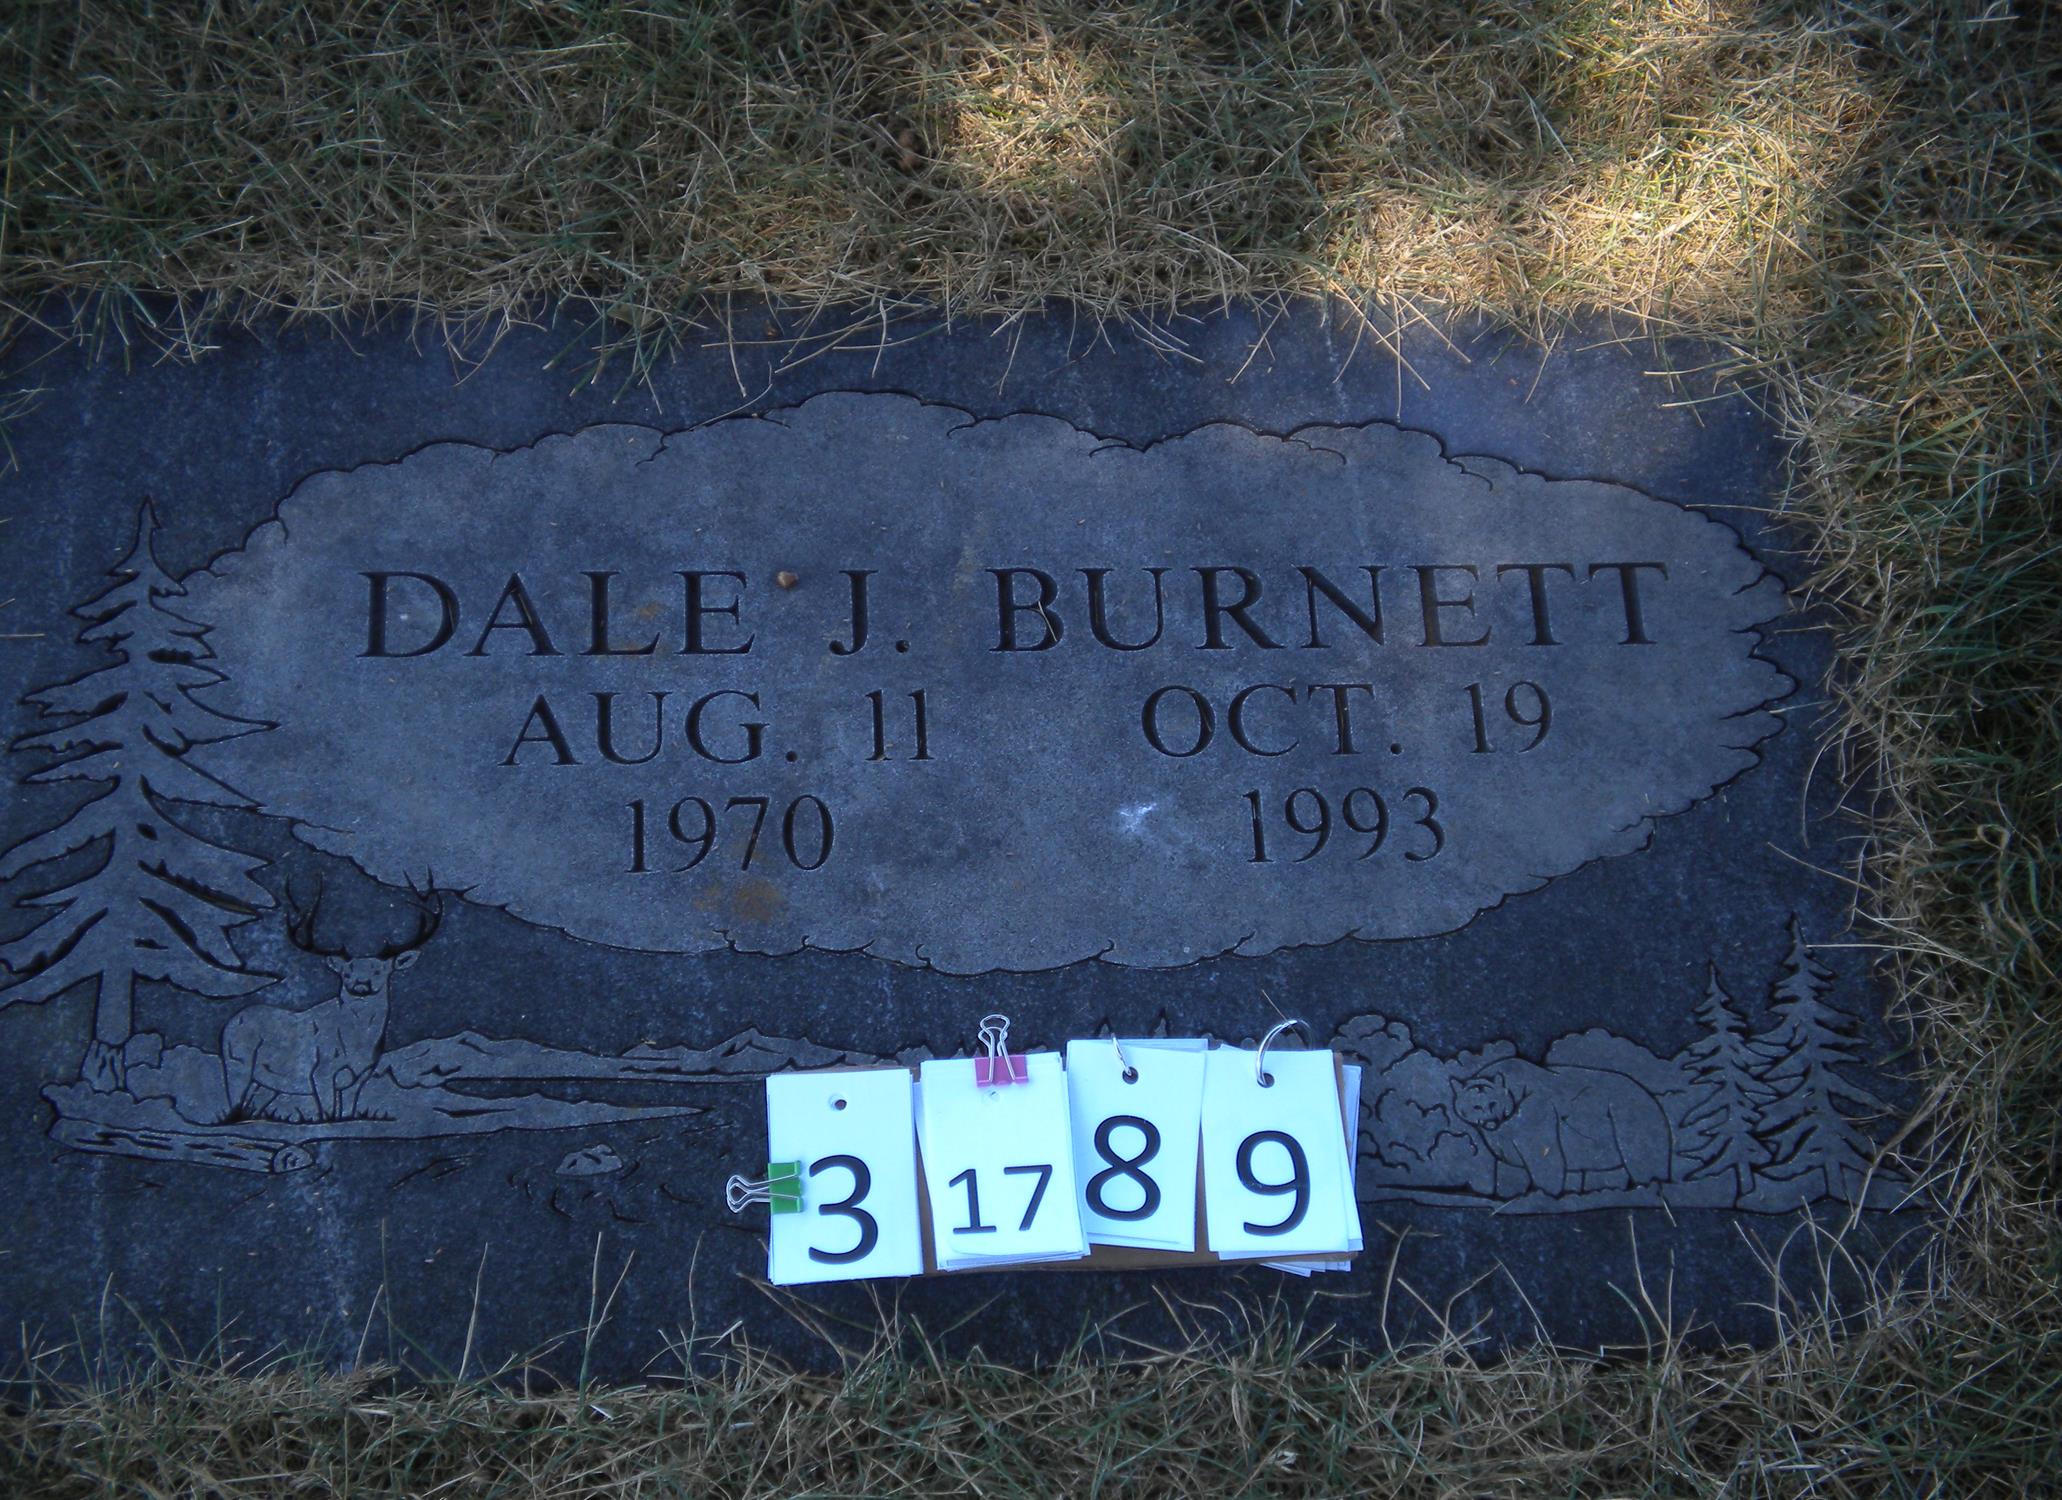 DALE J. BURNETT
AUG. 11 OCT. 19
1970 1993
3 17 8 9